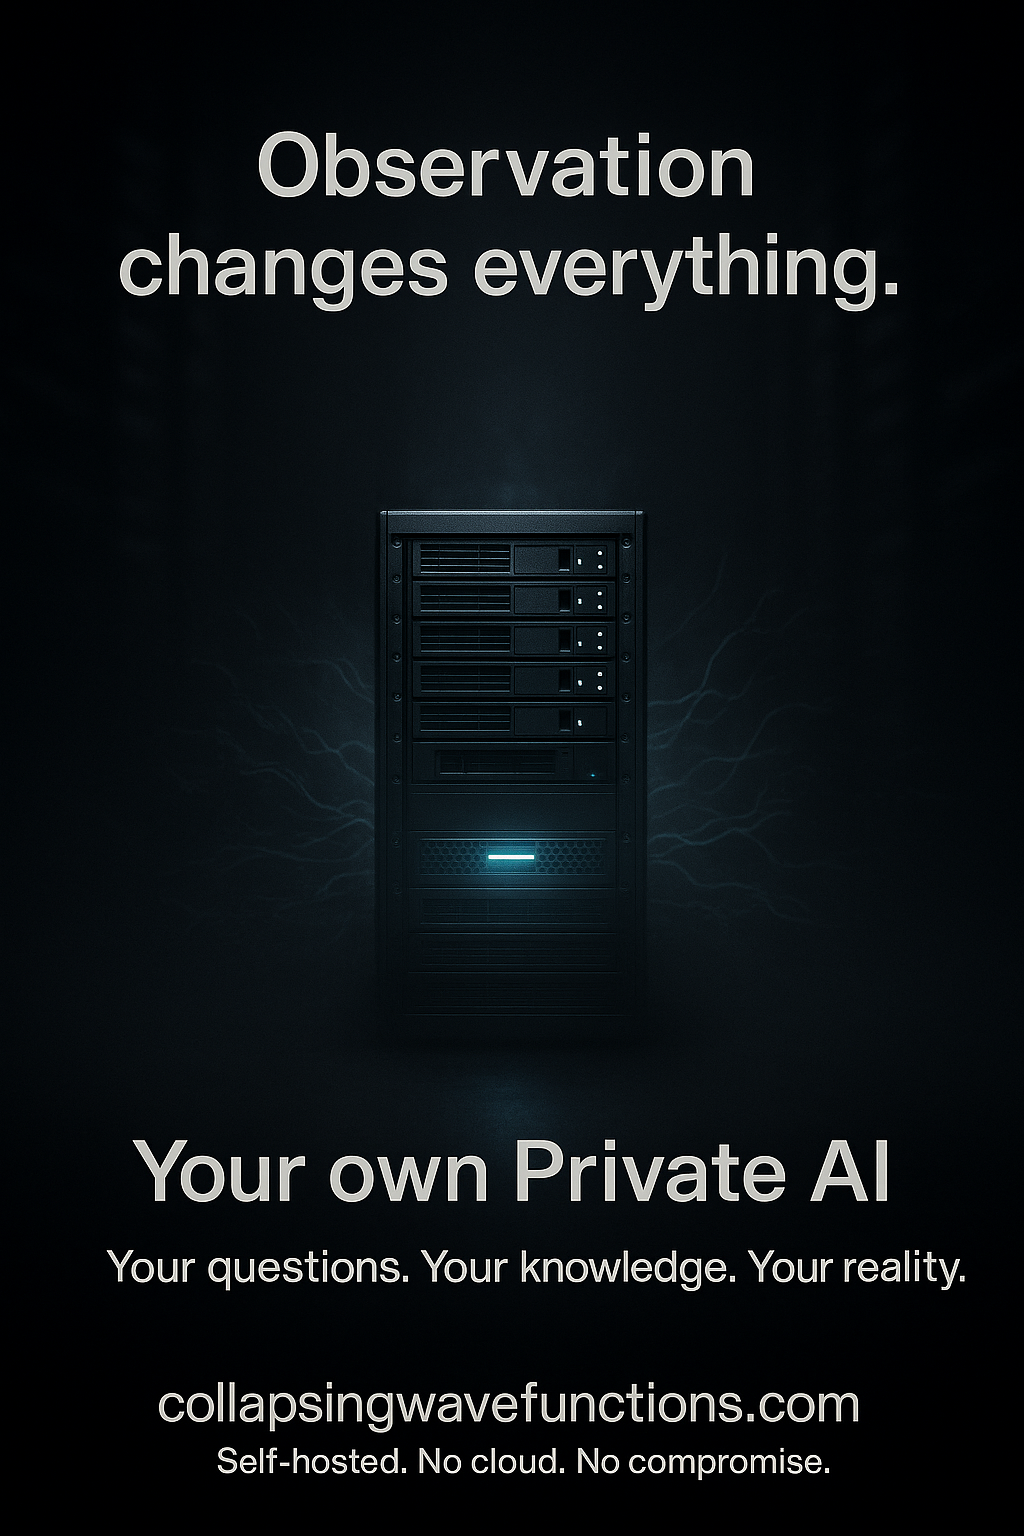 Observation
changes everything.
Your own Private AI
Your questions. Your knowledge. Your reality.
collapsingwavefunctions.com
Self-hosted. No cloud. No compromise.